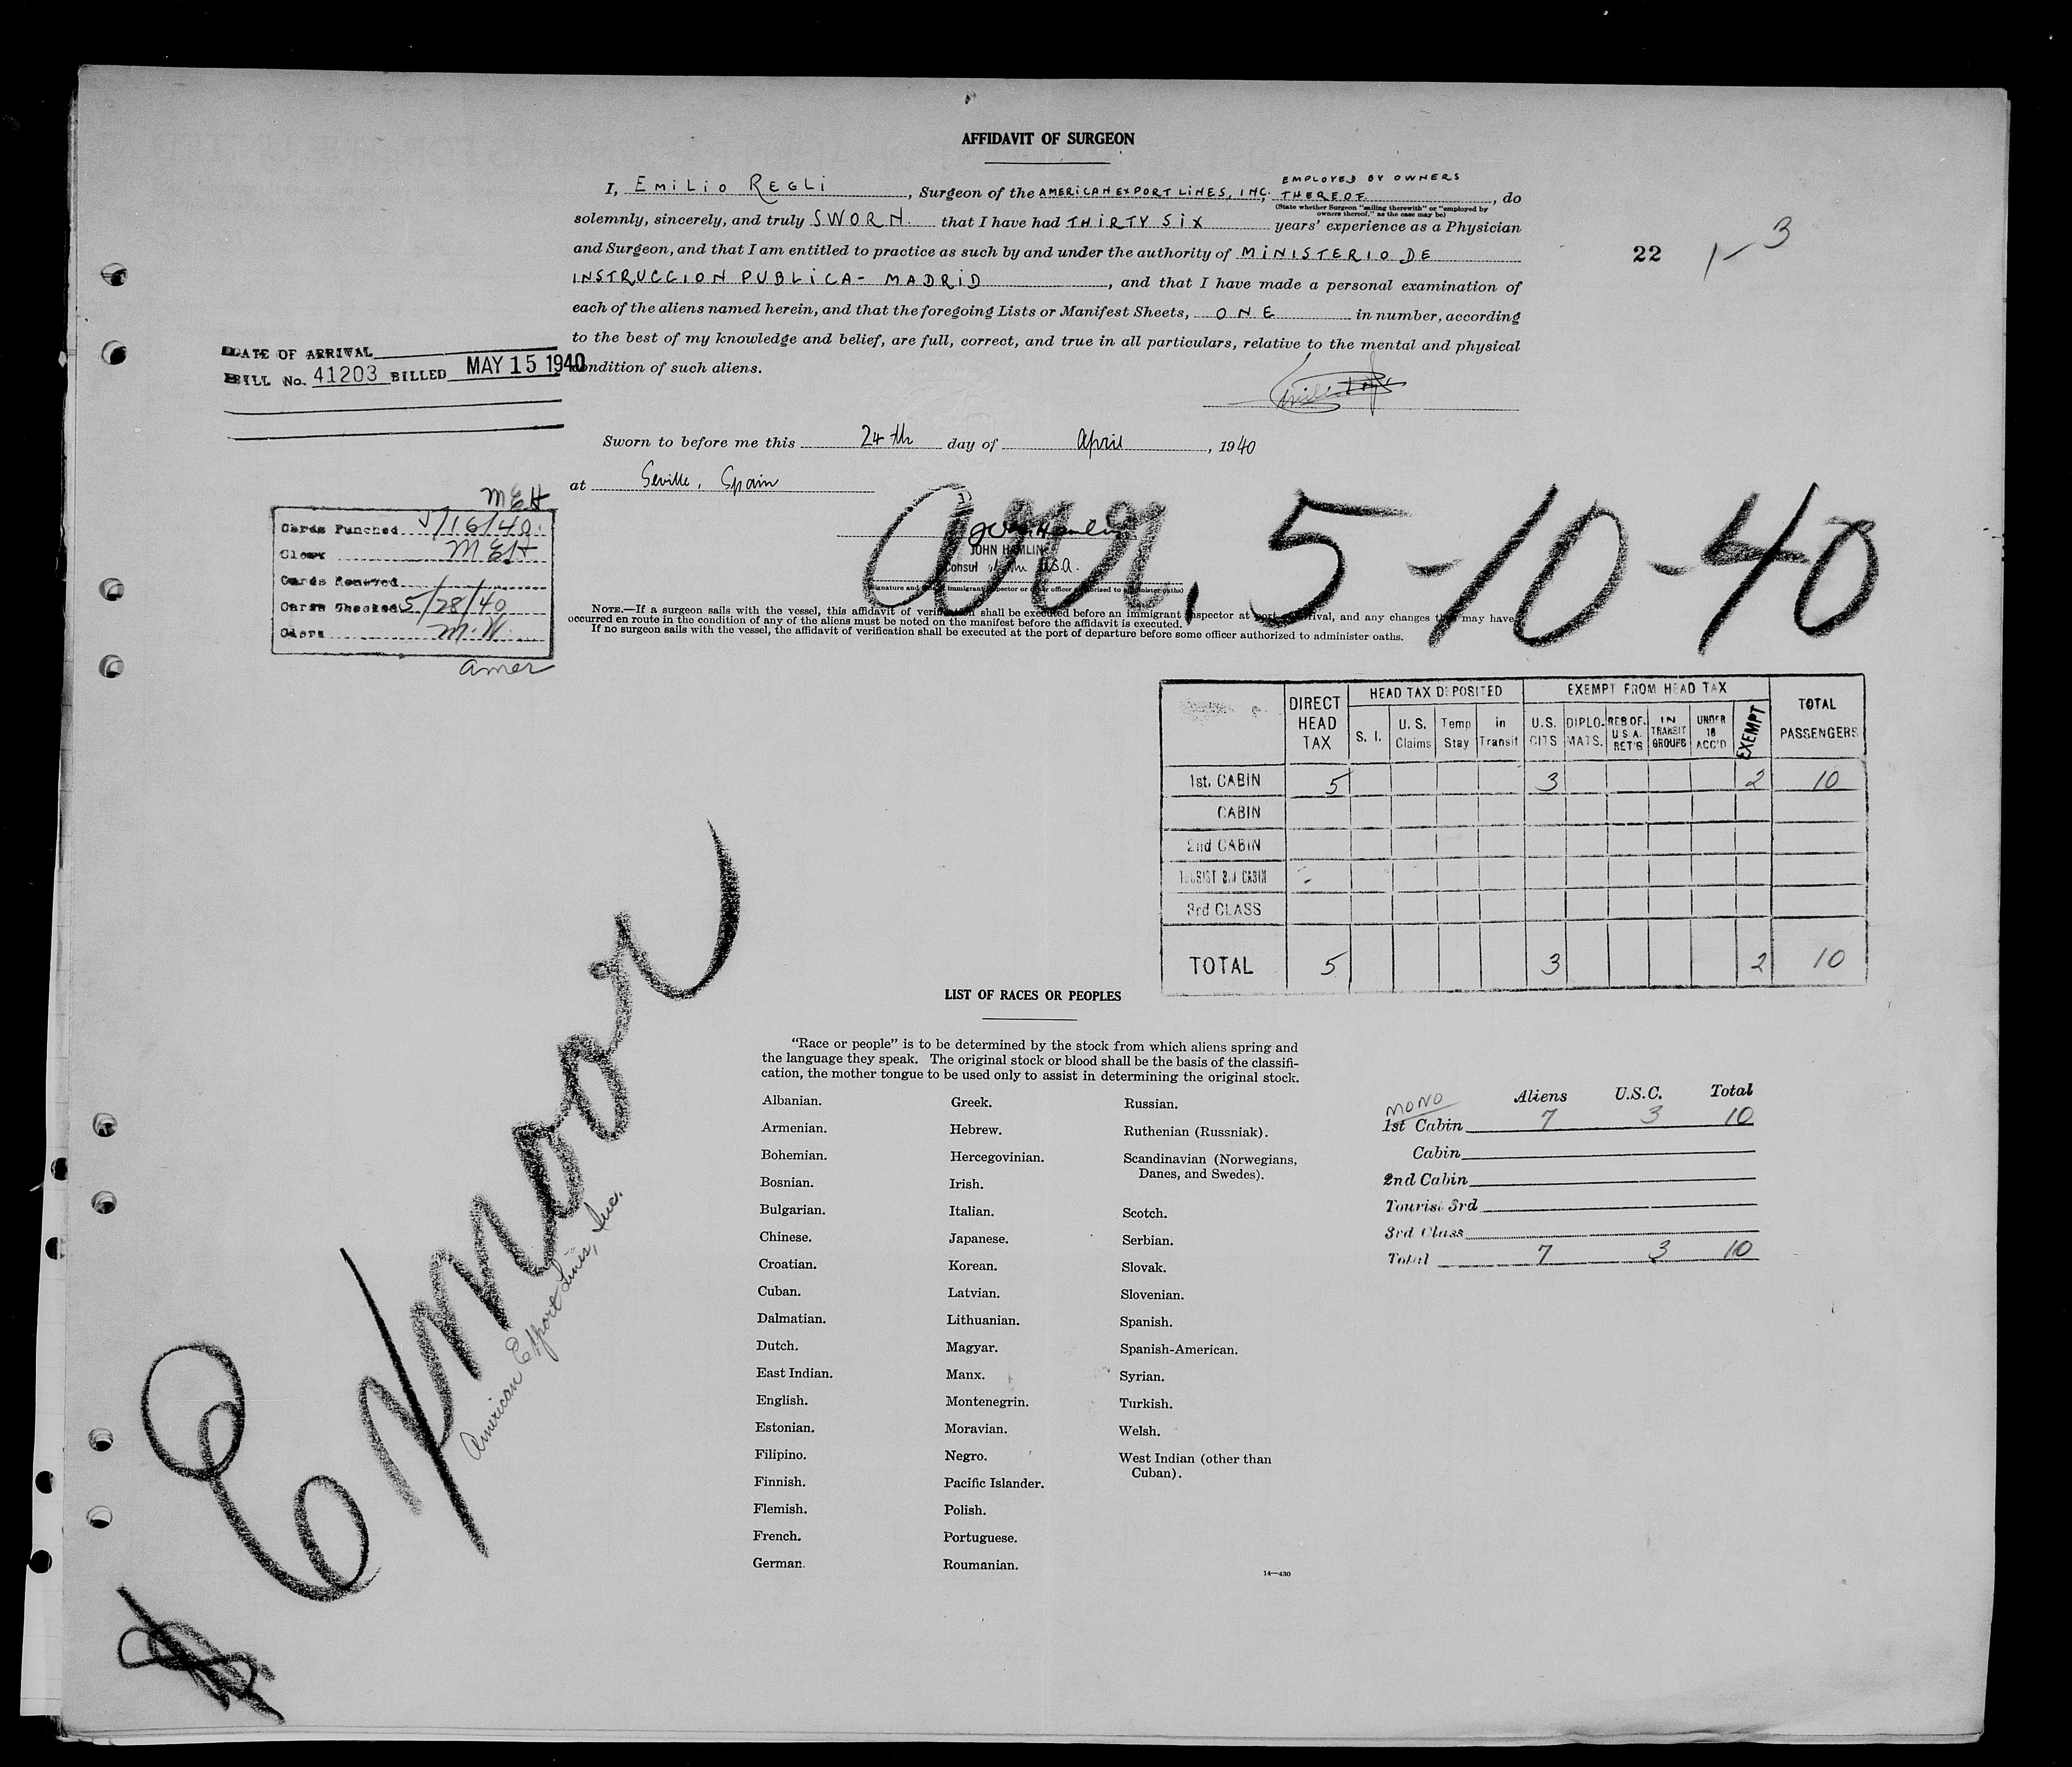 AFFIDAVIT OF SURGEON
EMPLOYED BY OWNERS
I, EMILIO REGLI, Surgeon of the AMERICAN EXPORT LINES, INC, THEREOF., do
(State whether Surgeon "sailing therewith" or "employed by owners thereof," as the case may be)
solemnly, sincerely, and truly SWORN. that I have had THIRTY SIX years' experience as a Physician
and Surgeon, and that I am entitled to practice as such by and under the authority of MINISTERIO DE
INSTRUCCION PUBLICA- MADRID, and that I have made a personal examination of
each of the aliens named herein, and that the foregoing Lists or Manifest Sheets, ONE in number, according
to the best of my knowledge and belief, are full, correct, and true in all particulars, relative to the mental and physical
condition of such aliens.
22 1-3
DATE OF ARRIVAL
BILL No. 41203 BILLED MAY 15 1940
Sworn to before me this 24th day of April, 1940
at Seville, Spain
JOHN HAMLIN
Consul U.S.A.
Arr. 5-10-40
MEH
Cards Punched 5/16/40
Clerk MEH
Cards Removed
Cards Checked 5/28/40
Clerk M.W.
amer
NOTE.—If a surgeon sails with the vessel, this affidavit of verification shall be executed before an immigrant inspector at port arrival, and any changes that may have
occurred en route in the condition of any of the aliens must be noted on the manifest before the affidavit is executed.
If no surgeon sails with the vessel, the affidavit of verification shall be executed at the port of departure before some officer authorized to administer oaths.
DIRECT HEAD TAX HEAD TAX DEPOSITED EXEMPT FROM HEAD TAX TOTAL PASSENGERS
S. I. U. S. Claims Temp Stay in Transit U.S. CITS DIPLO-MATS. RES OF. U.S.A. RET'G IN TRANSIT GROUPS UNDER 16 ACC'D EXEMPT
1st. CABIN 5 3 2 10
CABIN
2nd CABIN
TOURIST 3rd CABIN
3rd CLASS
TOTAL 5 3 2 10
Exmoor
American Export Lines, Inc.
LIST OF RACES OR PEOPLES
"Race or people" is to be determined by the stock from which aliens spring and
the language they speak. The original stock or blood shall be the basis of the classifi-
cation, the mother tongue to be used only to assist in determining the original stock.
Albanian.
Armenian.
Bohemian.
Bosnian.
Bulgarian.
Chinese.
Croatian.
Cuban.
Dalmatian.
Dutch.
East Indian.
English.
Estonian.
Filipino.
Finnish.
Flemish.
French.
German.
Greek.
Hebrew.
Hercegovinian.
Irish.
Italian.
Japanese.
Korean.
Latvian.
Lithuanian.
Magyar.
Manx.
Montenegrin.
Moravian.
Negro.
Pacific Islander.
Polish.
Portuguese.
Roumanian.
Russian.
Ruthenian (Russniak).
Scandinavian (Norwegians,
Danes, and Swedes).
Scotch.
Serbian.
Slovak.
Slovenian.
Spanish.
Spanish-American.
Syrian.
Turkish.
Welsh.
West Indian (other than
Cuban).
14—430
Aliens U.S.C. Total
MONO
1st Cabin 7 3 10
Cabin
2nd Cabin
Tourist 3rd
3rd Class
Total 7 3 10